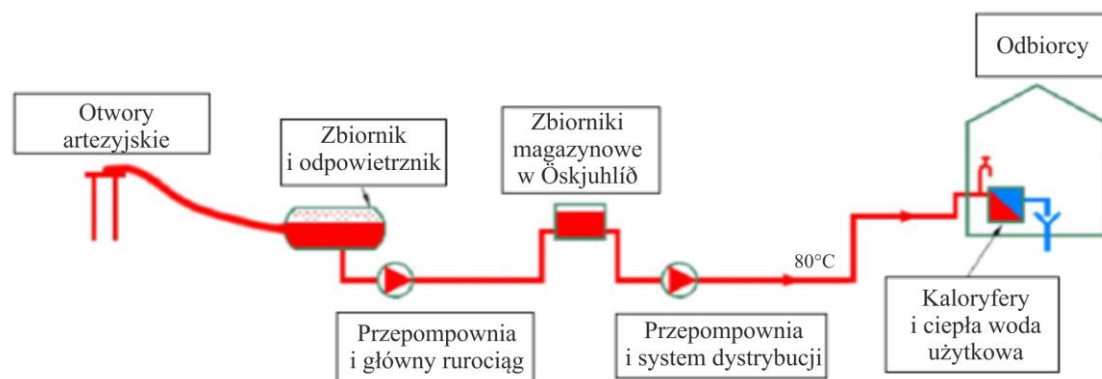 Otwory
artezyjskie
Zbiornik
i odpowietrznik
Zbiorniki
magazynowe
w Öskjuhlíð
Odbiorcy
80°C
Przepompownia
i główny rurociąg
Przepompownia
i system dystrybucji
Kaloryfery
i ciepła woda
użytkowa